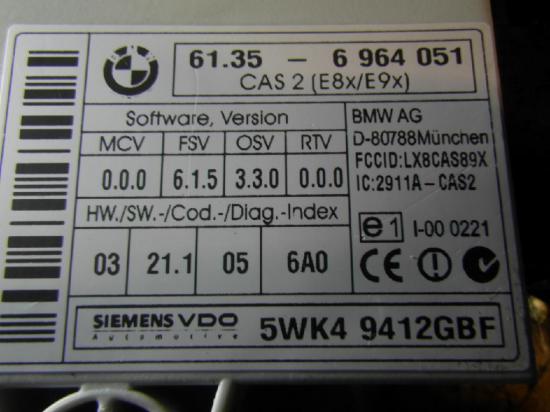 61.35 - 6 964 051
CAS 2 (E8x/E9x)
Software, Version
MCV FSV OSV RTV
0.0.0 6.1.5 3.3.0 0.0.0
HW./SW.-/Cod.-/Diag.-Index
03 21.1 05 6A0
BMW AG
D-80788München
FCCID:LX8CAS89X
IC:2911A-CAS2
e1 I-00 0221
CE
SIEMENS VDO
Automotive
5WK4 9412GBF